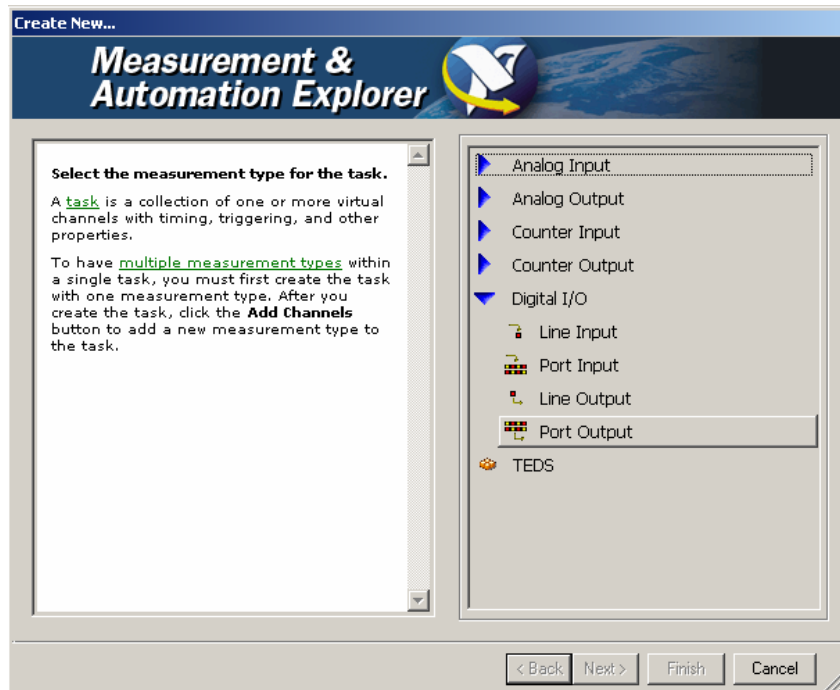 Create New...
Measurement &
Automation Explorer
Select the measurement type for the task.
A task is a collection of one or more virtual
channels with timing, triggering, and other
properties.
To have multiple measurement types within
a single task, you must first create the task
with one measurement type. After you
create the task, click the Add Channels
button to add a new measurement type to
the task.
Analog Input
Analog Output
Counter Input
Counter Output
Digital I/O
Line Input
Port Input
Line Output
Port Output
TEDS
< Back
Next >
Finish
Cancel